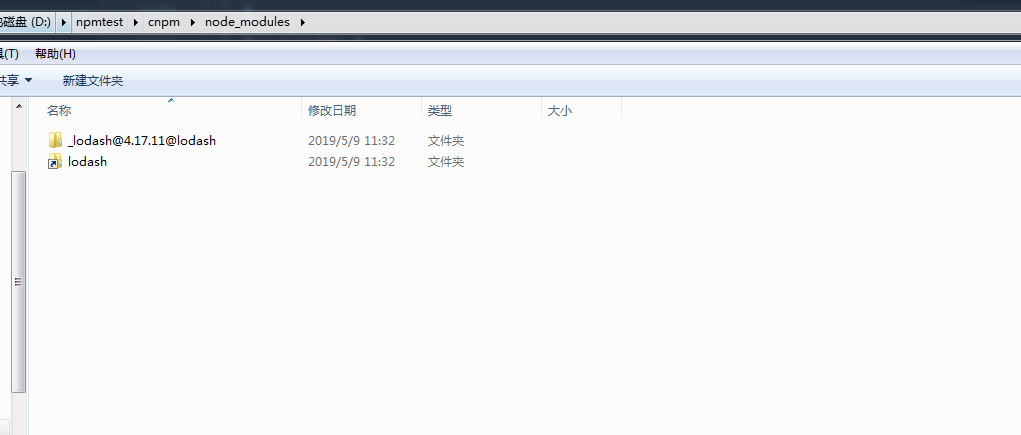 磁盘 (D:) ▸ npmtest ▸ cnpm ▸ node_modules ▸
(T) 帮助(H)
共享 新建文件夹
名称 修改日期 类型 大小
_lodash@4.17.11@lodash 2019/5/9 11:32 文件夹
lodash 2019/5/9 11:32 文件夹